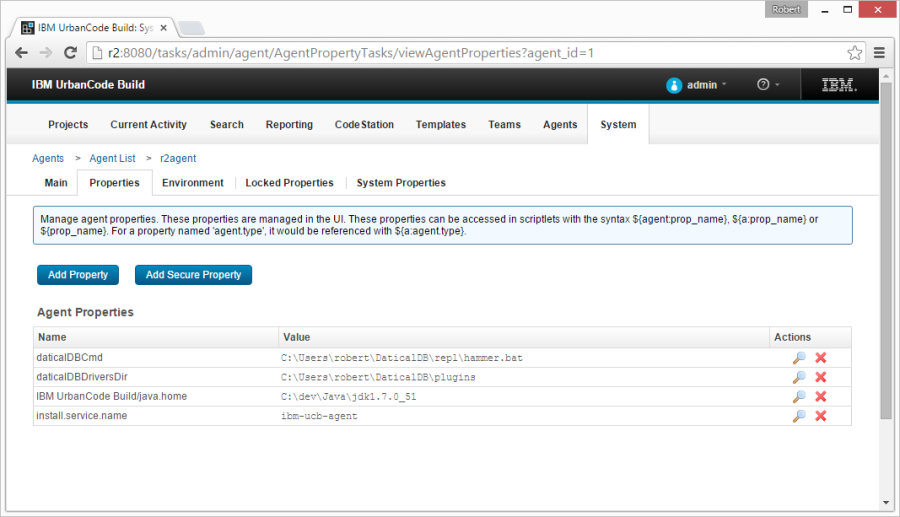 Robert
IBM UrbanCode Build: Sys
r2:8080/tasks/admin/agent/AgentPropertyTasks/viewAgentProperties?agent_id=1
IBM UrbanCode Build
admin
IBM.
Projects Current Activity Search Reporting CodeStation Templates Teams Agents System
Agents > Agent List > r2agent
Main Properties Environment Locked Properties System Properties
Manage agent properties. These properties are managed in the UI. These properties can be accessed in scriptlets with the syntax ${agent:prop_name}, ${a:prop_name} or
${prop_name}. For a property named 'agent.type', it would be referenced with ${a:agent.type}.
Add Property Add Secure Property
Agent Properties
Name Value Actions
daticalDBCmd C:\Users\robert\DaticalDB\repl\hammer.bat
daticalDBDriversDir C:\Users\robert\DaticalDB\plugins
IBM UrbanCode Build/java.home C:\dev\Java\jdk1.7.0_51
install.service.name ibm-ucb-agent